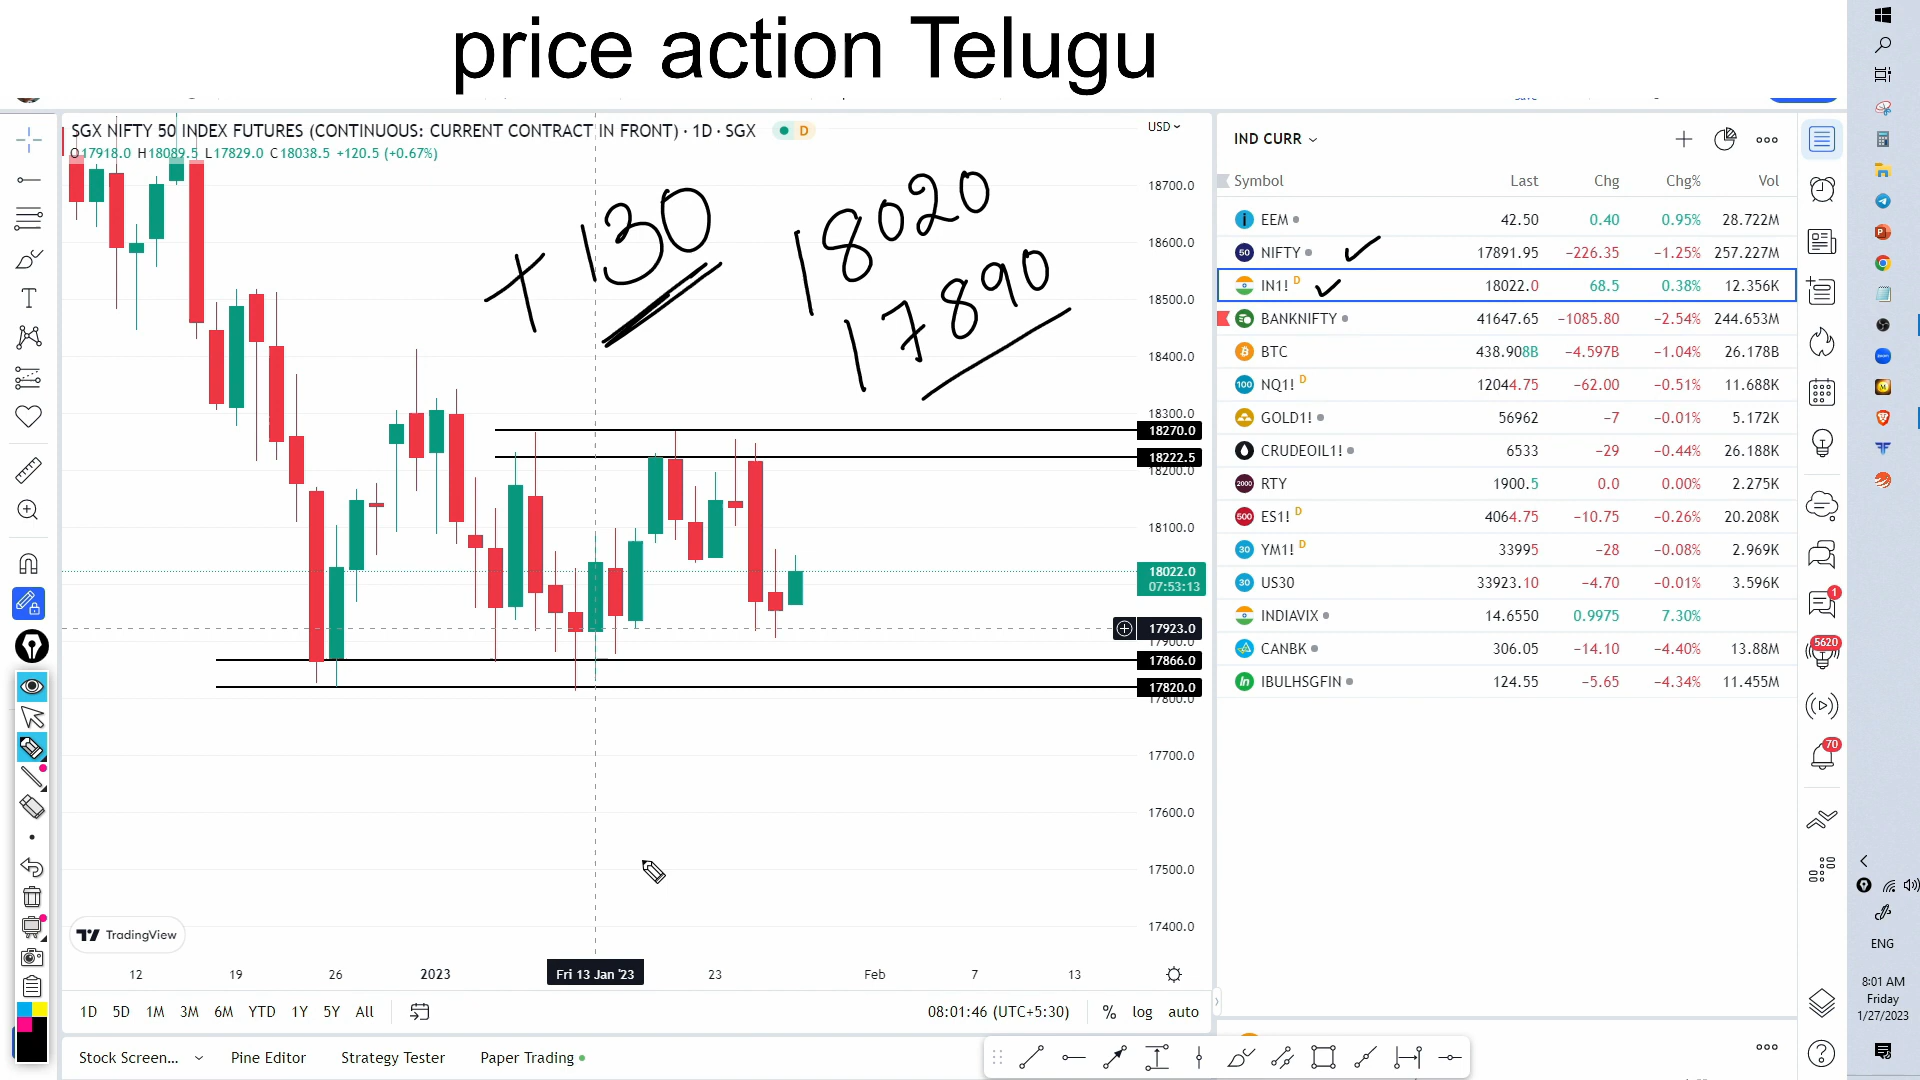 price action Telugu
SGX NIFTY 50 INDEX FUTURES (CONTINUOUS: CURRENT CONTRACT IN FRONT) · 1D · SGX D
O17918.0 H18089.5 L17829.0 C18038.5 +120.5 (+0.67%)
USD
+ 130
18020
17890
18700.0
18600.0
18500.0
18400.0
18300.0
18270.0
18222.5
18200.0
18100.0
18022.0
07:53:13
17923.0
17900.0
17866.0
17820.0
17800.0
17700.0
17600.0
17500.0
17400.0
TradingView
12 19 26 2023 Fri 13 Jan '23 23 Feb 7 13
1D 5D 1M 3M 6M YTD 1Y 5Y All
08:01:46 (UTC+5:30) % log auto
Stock Screen... Pine Editor Strategy Tester Paper Trading
IND CURR
Symbol Last Chg Chg% Vol
EEM 42.50 0.40 0.95% 28.722M
50 NIFTY 17891.95 −226.35 −1.25% 257.227M
IN1! D 18022.0 68.5 0.38% 12.356K
BANKNIFTY 41647.65 −1085.80 −2.54% 244.653M
BTC 438.908B −4.597B −1.04% 26.178B
100 NQ1! D 12044.75 −62.00 −0.51% 11.688K
GOLD1! 56962 −7 −0.01% 5.172K
CRUDEOIL1! 6533 −29 −0.44% 26.188K
2000 RTY 1900.5 0.0 0.00% 2.275K
500 ES1! D 4064.75 −10.75 −0.26% 20.208K
30 YM1! D 33995 −28 −0.08% 2.969K
30 US30 33923.10 −4.70 −0.01% 3.596K
INDIAVIX 14.6550 0.9975 7.30%
CANBK 306.05 −14.10 −4.40% 13.88M
IBULHSGFIN 124.55 −5.65 −4.34% 11.455M
1
5620
70
ENG
8:01 AM
Friday
1/27/2023